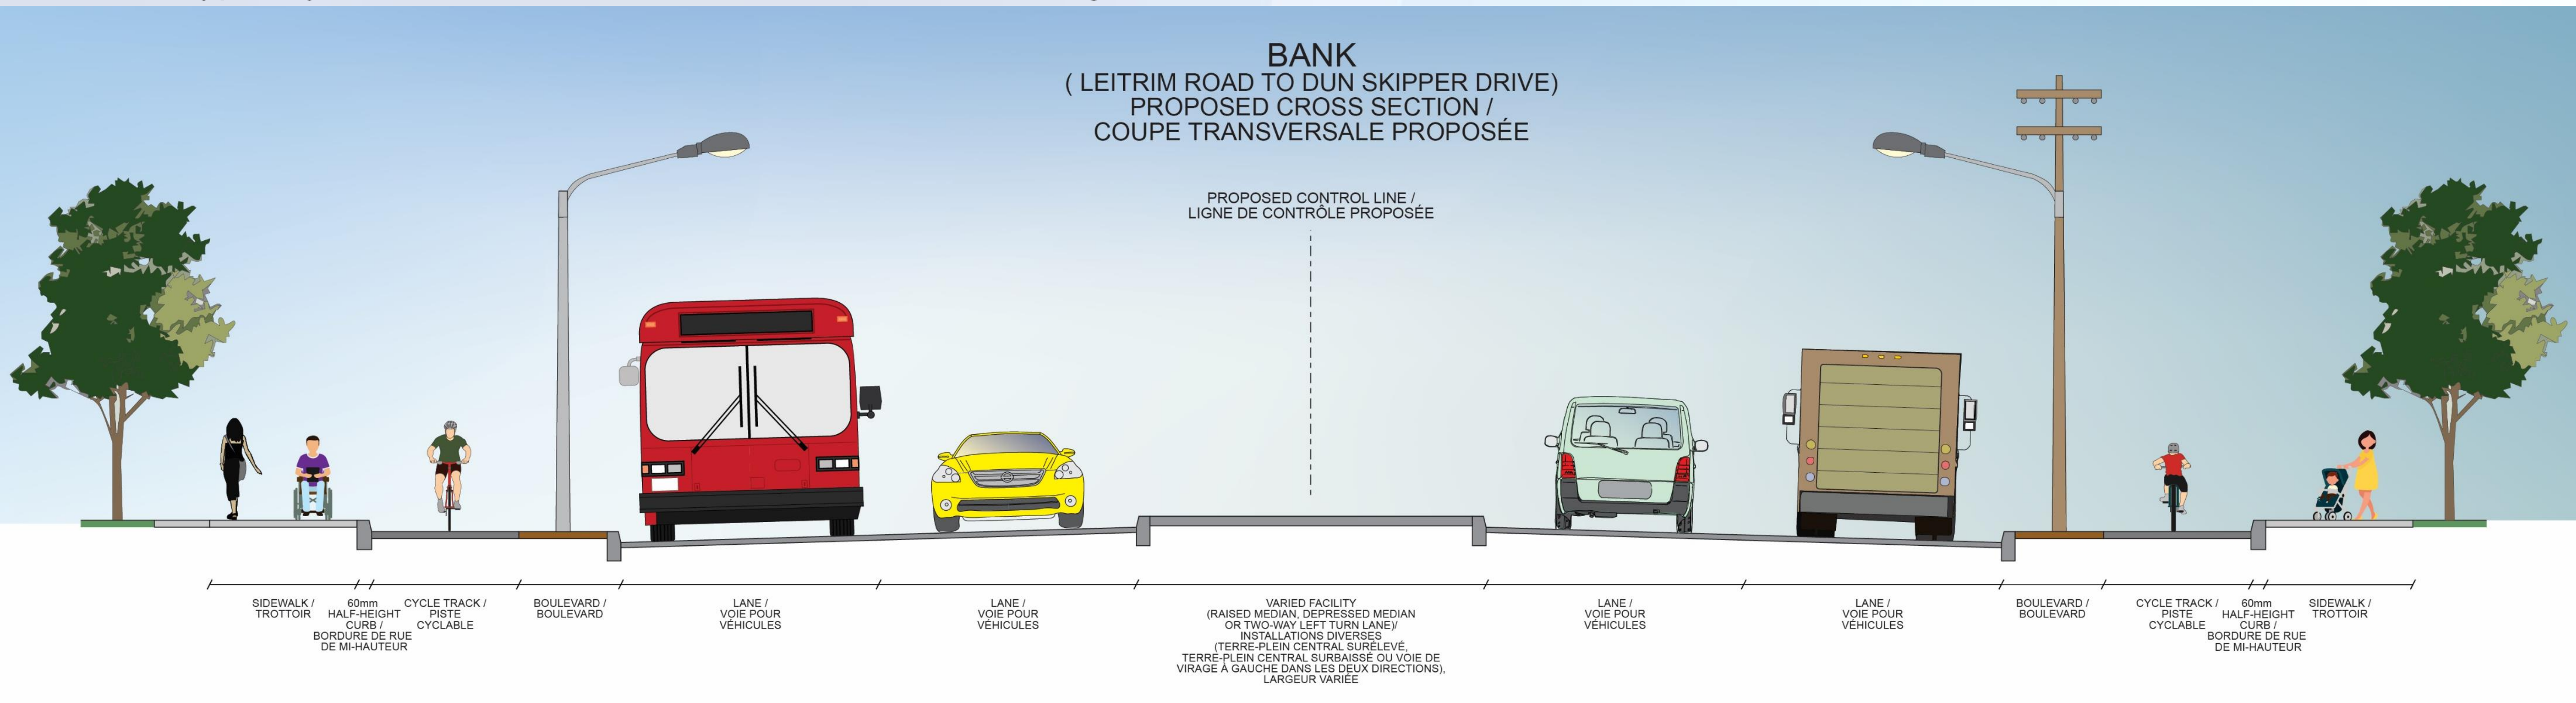 BANK
( LEITRIM ROAD TO DUN SKIPPER DRIVE)
PROPOSED CROSS SECTION /
COUPE TRANSVERSALE PROPOSÉE
PROPOSED CONTROL LINE /
LIGNE DE CONTRÔLE PROPOSÉE
SIDEWALK /
TROTTOIR
60mm
HALF-HEIGHT
CURB /
BORDURE DE RUE
DE MI-HAUTEUR
CYCLE TRACK /
PISTE
CYCLABLE
BOULEVARD /
BOULEVARD
LANE /
VOIE POUR
VÉHICULES
LANE /
VOIE POUR
VÉHICULES
VARIED FACILITY
(RAISED MEDIAN, DEPRESSED MEDIAN
OR TWO-WAY LEFT TURN LANE)/
INSTALLATIONS DIVERSES
(TERRE-PLEIN CENTRAL SURÉLEVÉ,
TERRE-PLEIN CENTRAL SURBAISSÉ OU VOIE DE
VIRAGE À GAUCHE DANS LES DEUX DIRECTIONS),
LARGEUR VARIÉE
LANE /
VOIE POUR
VÉHICULES
LANE /
VOIE POUR
VÉHICULES
BOULEVARD /
BOULEVARD
CYCLE TRACK /
PISTE
CYCLABLE
60mm
HALF-HEIGHT
CURB /
BORDURE DE RUE
DE MI-HAUTEUR
SIDEWALK /
TROTTOIR